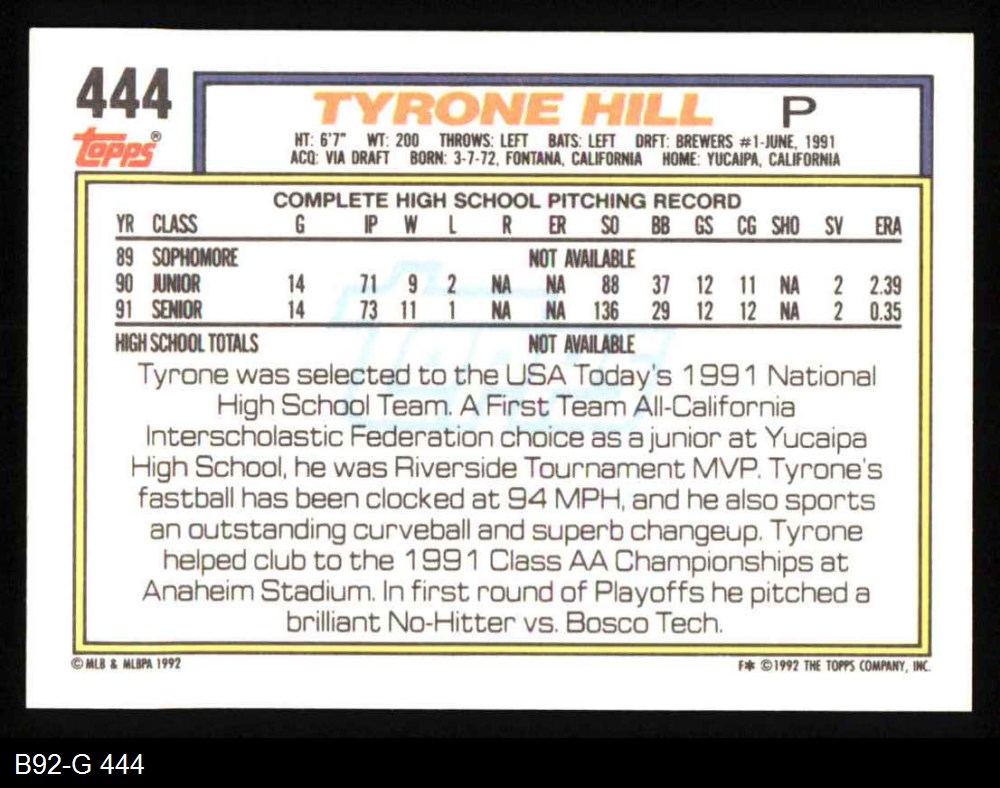 444
Topps®
TYRONE HILL P
HT: 6'7" WT: 200 THROWS: LEFT BATS: LEFT DRFT: BREWERS #1-JUNE, 1991
ACQ: VIA DRAFT BORN: 3-7-72, FONTANA, CALIFORNIA HOME: YUCAIPA, CALIFORNIA
COMPLETE HIGH SCHOOL PITCHING RECORD
YR CLASS G IP W L R ER SO BB GS CG SHO SV ERA
89 SOPHOMORE NOT AVAILABLE
90 JUNIOR 14 71 9 2 NA NA 88 37 12 11 NA 2 2.39
91 SENIOR 14 73 11 1 NA NA 136 29 12 12 NA 2 0.35
HIGH SCHOOL TOTALS NOT AVAILABLE
Tyrone was selected to the USA Today's 1991 National
High School Team. A First Team All-California
Interscholastic Federation choice as a junior at Yucaipa
High School, he was Riverside Tournament MVP. Tyrone's
fastball has been clocked at 94 MPH, and he also sports
an outstanding curveball and superb changeup. Tyrone
helped club to the 1991 Class AA Championships at
Anaheim Stadium. In first round of Playoffs he pitched a
brilliant No-Hitter vs. Bosco Tech.
© MLB & MLBPA 1992 F✱ ©1992 THE TOPPS COMPANY, INC.
B92-G 444